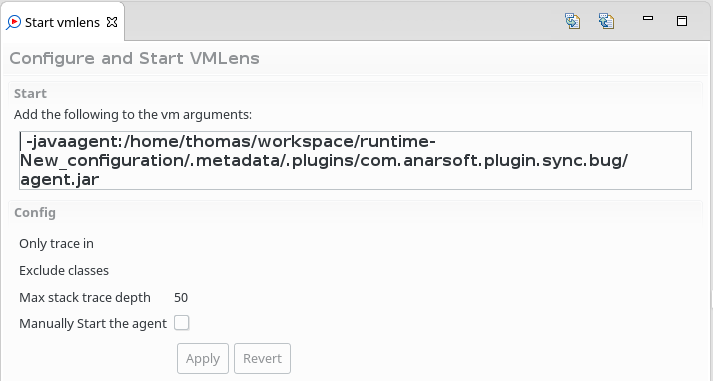 Start vmlens
Configure and Start VMLens
Start
Add the following to the vm arguments:
-javaagent:/home/thomas/workspace/runtime-
New_configuration/.metadata/.plugins/com.anarsoft.plugin.sync.bug/
agent.jar
Config
Only trace in
Exclude classes
Max stack trace depth 50
Manually Start the agent
Apply Revert